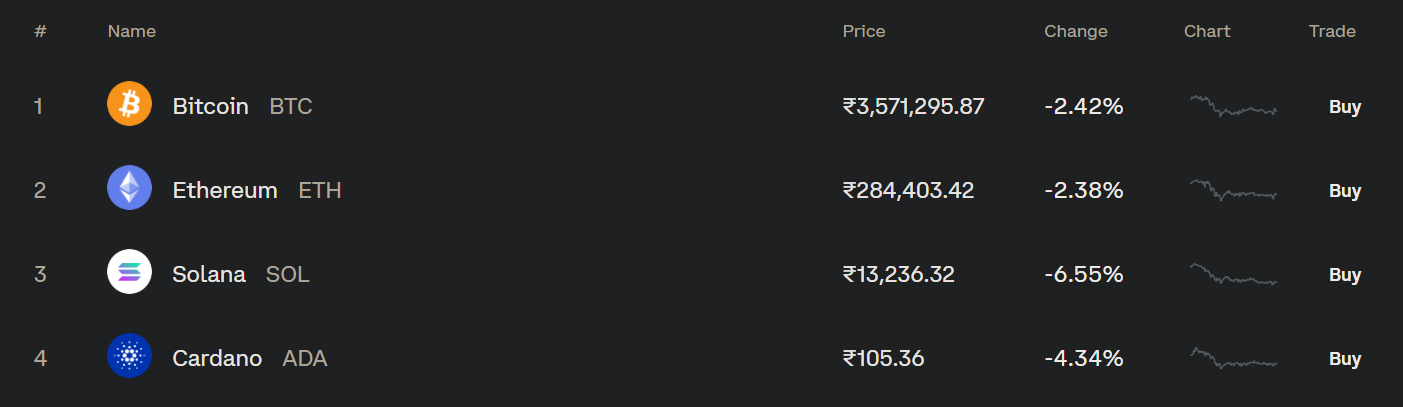 # Name Price Change Chart Trade
1 Bitcoin BTC ₹3,571,295.87 -2.42% Buy
2 Ethereum ETH ₹284,403.42 -2.38% Buy
3 Solana SOL ₹13,236.32 -6.55% Buy
4 Cardano ADA ₹105.36 -4.34% Buy